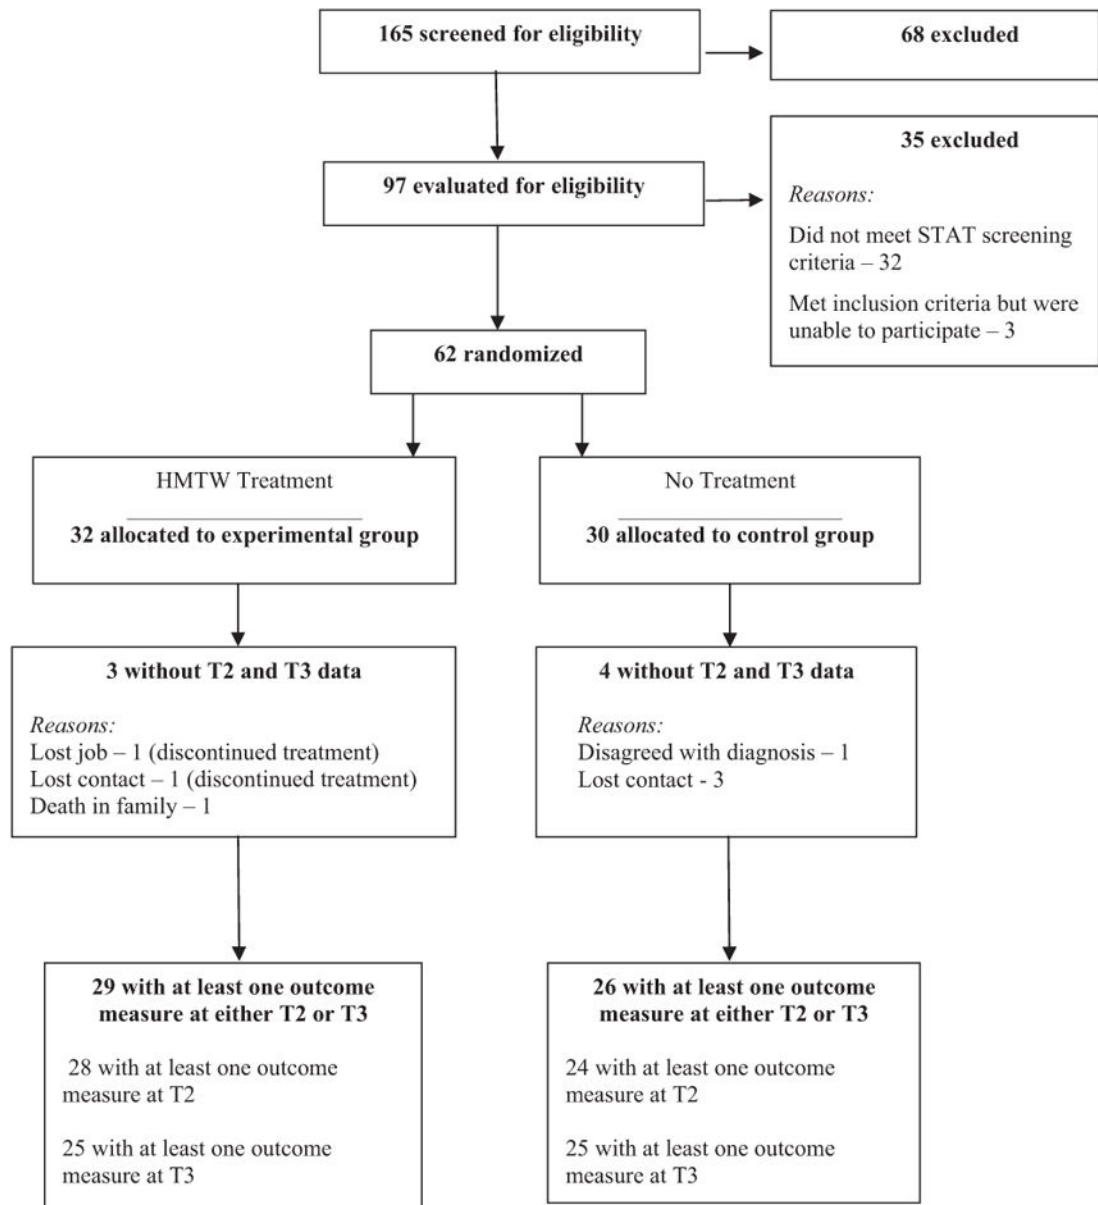 165 screened for eligibility
68 excluded
97 evaluated for eligibility
35 excluded
Reasons:
Did not meet STAT screening
criteria – 32
Met inclusion criteria but were
unable to participate – 3
62 randomized
HMTW Treatment
32 allocated to experimental group
No Treatment
30 allocated to control group
3 without T2 and T3 data
Reasons:
Lost job – 1 (discontinued treatment)
Lost contact – 1 (discontinued treatment)
Death in family – 1
4 without T2 and T3 data
Reasons:
Disagreed with diagnosis – 1
Lost contact - 3
29 with at least one outcome
measure at either T2 or T3
28 with at least one outcome
measure at T2
25 with at least one outcome
measure at T3
26 with at least one outcome
measure at either T2 or T3
24 with at least one outcome
measure at T2
25 with at least one outcome
measure at T3